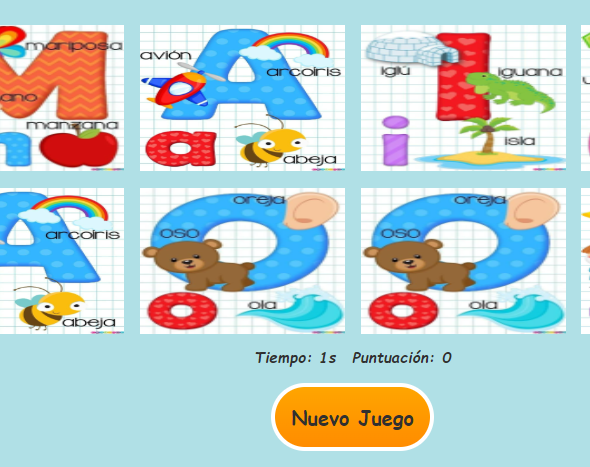 M
mariposa
ano
manzana
avión
A
arcoiris
a
abeja
iglú
I
iguana
i
isla
A
arcoiris
abeja
oreja
oso
O
o
ola
oreja
oso
O
o
ola
Tiempo: 1s Puntuación: 0
Nuevo Juego